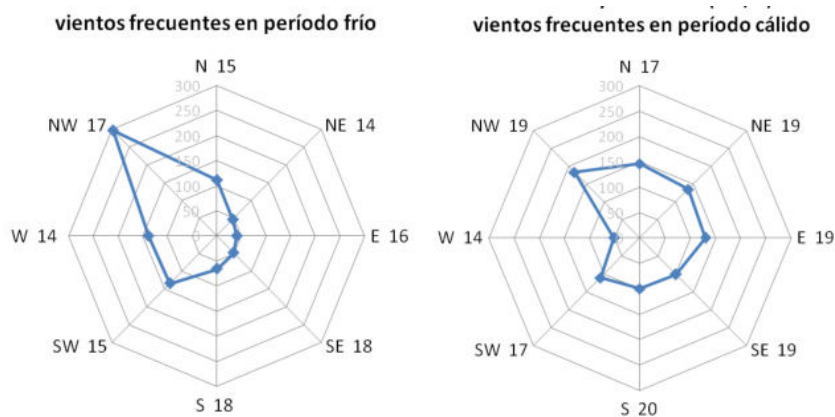 vientos frecuentes en período frío
N 15
300
250
200
150
100
50
0
NE 14
E 16
SE 18
S 18
SW 15
W 14
NW 17
vientos frecuentes en período cálido
N 17
300
250
200
150
100
50
0
NE 19
E 19
SE 19
S 20
SW 17
W 14
NW 19